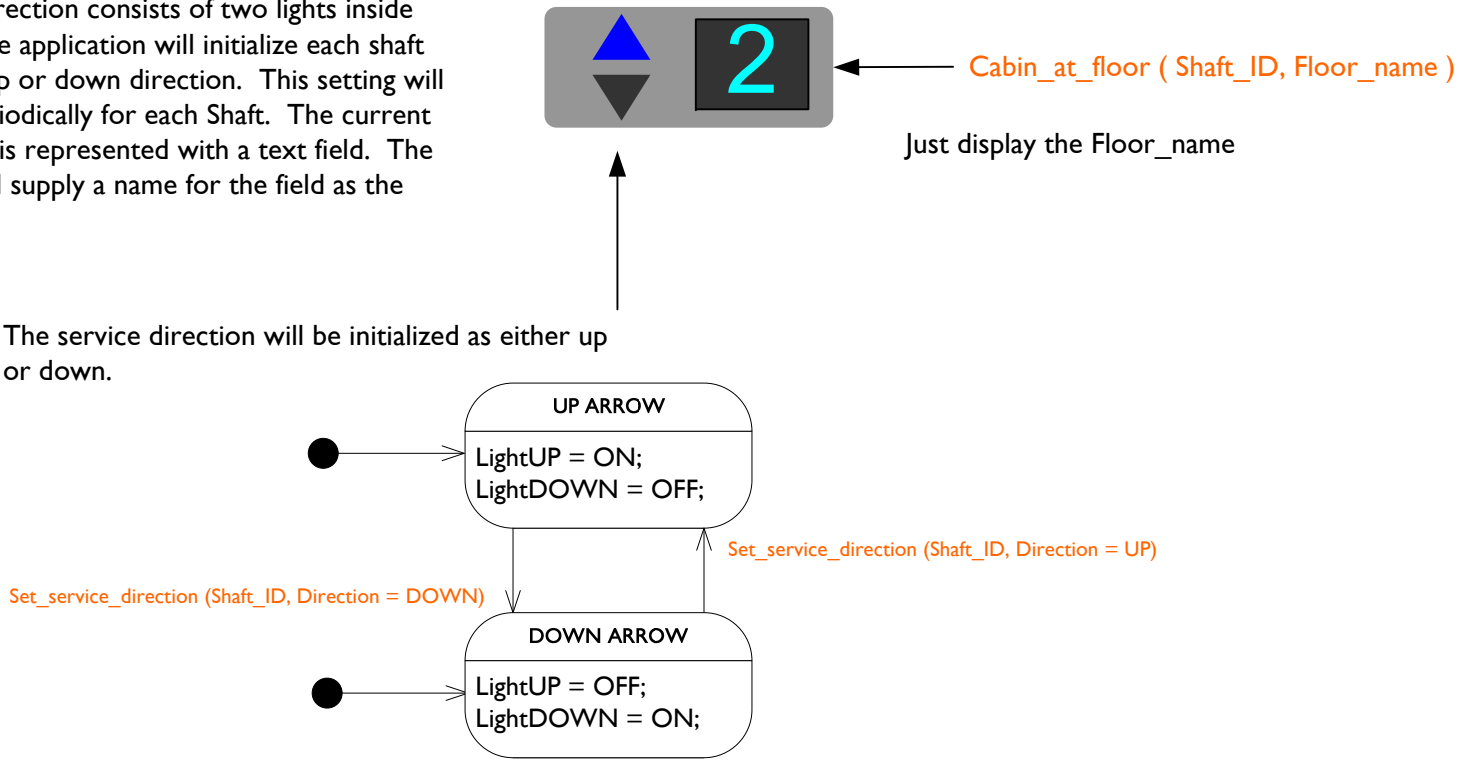 rection consists of two lights inside
e application will initialize each shaft
p or down direction. This setting will
iodically for each Shaft. The current
is represented with a text field. The
supply a name for the field as the
2
Cabin_at_floor ( Shaft_ID, Floor_name )
Just display the Floor_name
The service direction will be initialized as either up
or down.
UP ARROW
LightUP = ON;
LightDOWN = OFF;
Set_service_direction (Shaft_ID, Direction = UP)
Set_service_direction (Shaft_ID, Direction = DOWN)
DOWN ARROW
LightUP = OFF;
LightDOWN = ON;